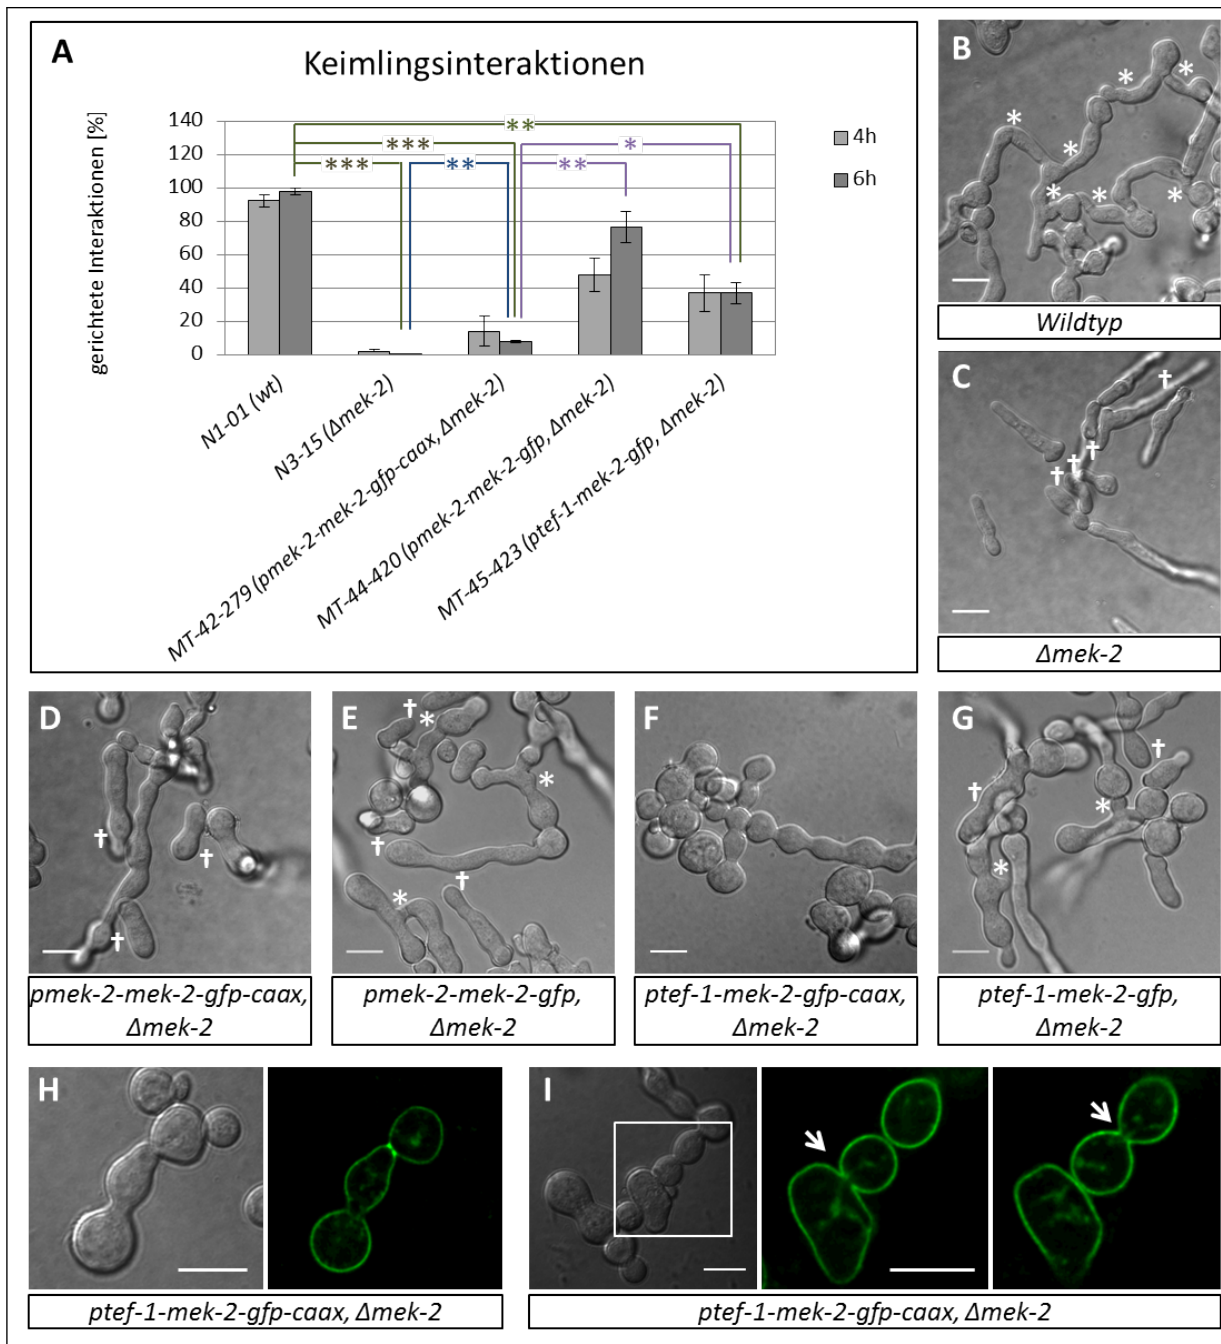 A
Keimlingsinteraktionen
gerichtete Interaktionen [%]
140
120
100
80
60
40
20
0
**
***
*
***
**
**
4h
6h
N1-01 (wt)
N3-15 (Δmek-2)
MT-42-279 (pmek-2-mek-2-gfp-caax, Δmek-2)
MT-44-420 (pmek-2-mek-2-gfp, Δmek-2)
MT-45-423 (ptef-1-mek-2-gfp, Δmek-2)
B
* * * * * * *
Wildtyp
C
† † † †
Δmek-2
D
† † †
pmek-2-mek-2-gfp-caax,
Δmek-2
E
† * * † † *
pmek-2-mek-2-gfp,
Δmek-2
F
ptef-1-mek-2-gfp-caax,
Δmek-2
G
† † * *
ptef-1-mek-2-gfp,
Δmek-2
H
ptef-1-mek-2-gfp-caax, Δmek-2
I
ptef-1-mek-2-gfp-caax, Δmek-2